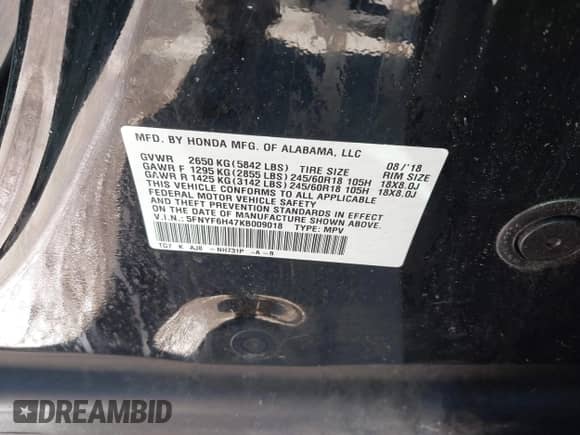 MFD. BY HONDA MFG. OF ALABAMA, LLC 08/'18
GVWR 2650 KG(5842 LBS) TIRE SIZE RIM SIZE
GAWR F 1295 KG(2855 LBS)245/60R18 105H 18X8.0J
GAWR R 1425 KG(3142 LBS)245/60R18 105H 18X8.0J
THIS VEHICLE CONFORMS TO ALL APPLICABLE
FEDERAL MOTOR VEHICLE SAFETY
AND THEFT PREVENTION STANDARDS IN EFFECT
ON THE DATE OF MANUFACTURE SHOWN ABOVE.
V.I.N.: 5FNYF6H47KB009018 TYPE: MPV
TG7 K AJ6 - NH731P -A -B
DREAMBID